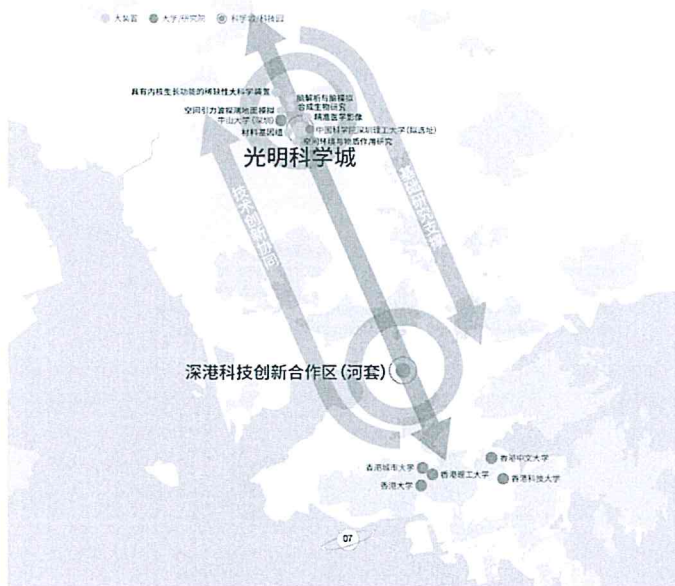 大装置 大学/研究院 科学城/科技园
具有内核生长功能的稀缺性大科学装置
脑解析与脑模拟
合成生物研究
空间引力波探测地面模拟
精准医学影像
中山大学(深圳)
中国科学院深圳理工大学(拟选址)
材料基因组
空间环境与物质作用研究
光明科学城
技术创新协同
基础研究支撑
深港科技创新合作区(河套)
香港中文大学
香港城市大学
香港理工大学
香港科技大学
香港大学
07